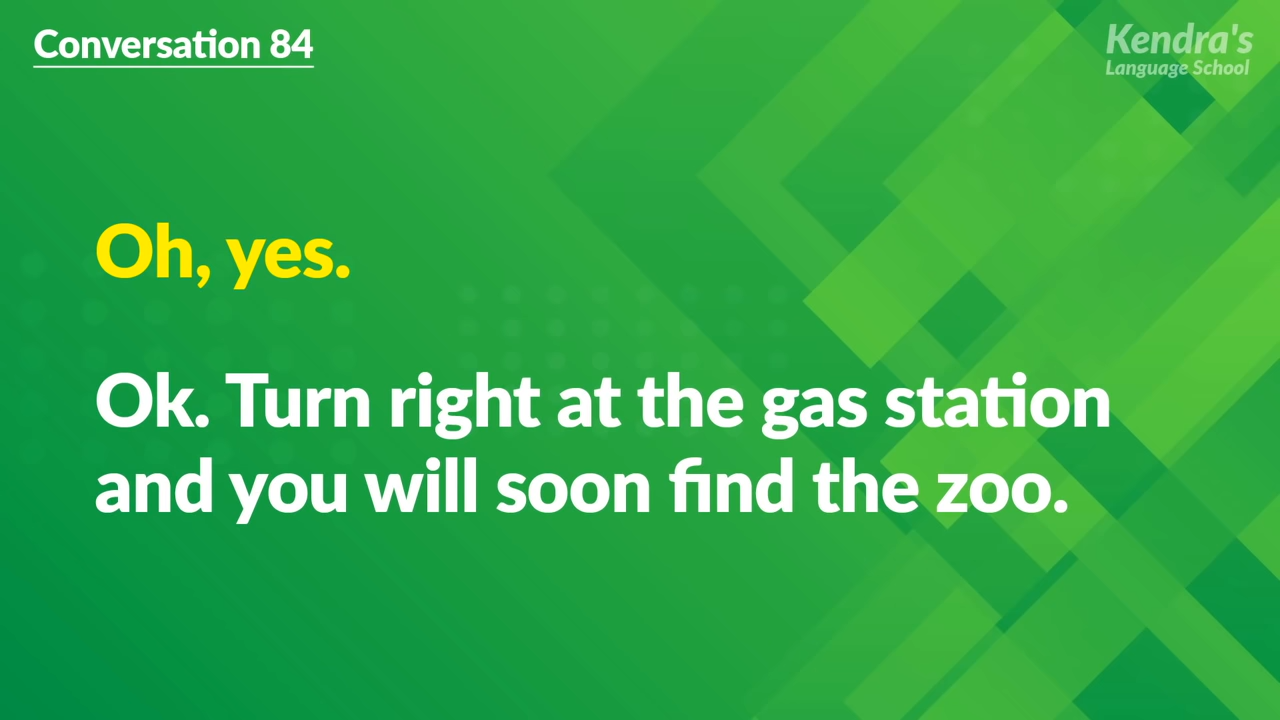 Conversation 84
Kendra's
Language School
Oh, yes.
Ok. Turn right at the gas station
and you will soon find the zoo.